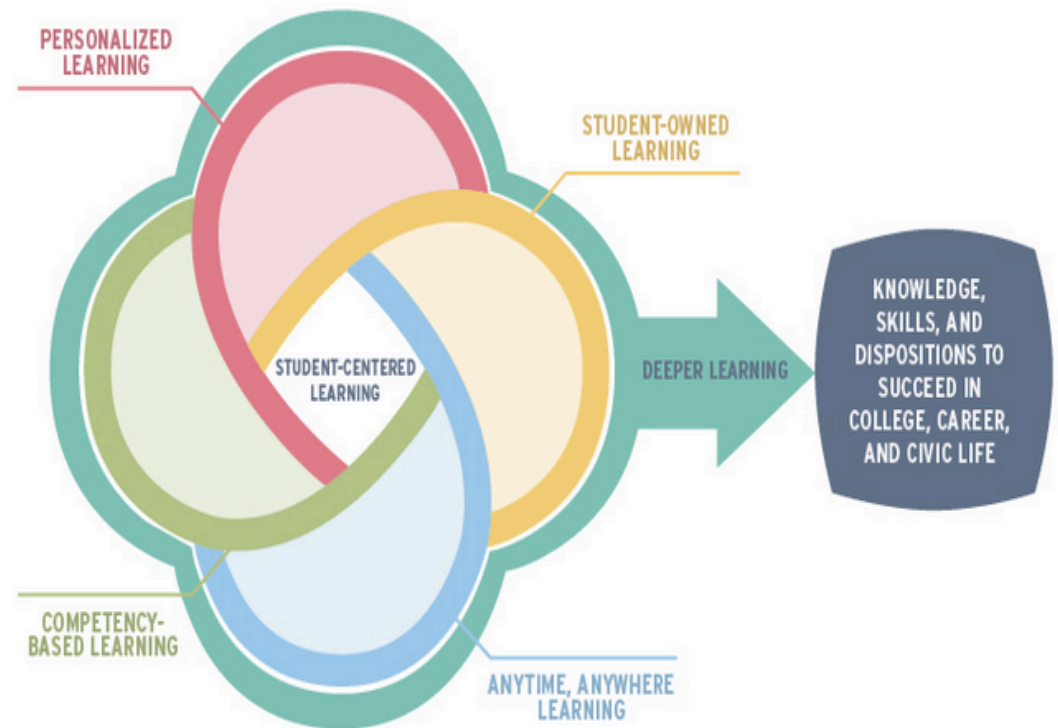 PERSONALIZED
LEARNING
STUDENT-OWNED
LEARNING
STUDENT-CENTERED
LEARNING
DEEPER LEARNING
KNOWLEDGE,
SKILLS, AND
DISPOSITIONS TO
SUCCEED IN
COLLEGE, CAREER,
AND CIVIC LIFE
COMPETENCY-
BASED LEARNING
ANYTIME, ANYWHERE
LEARNING